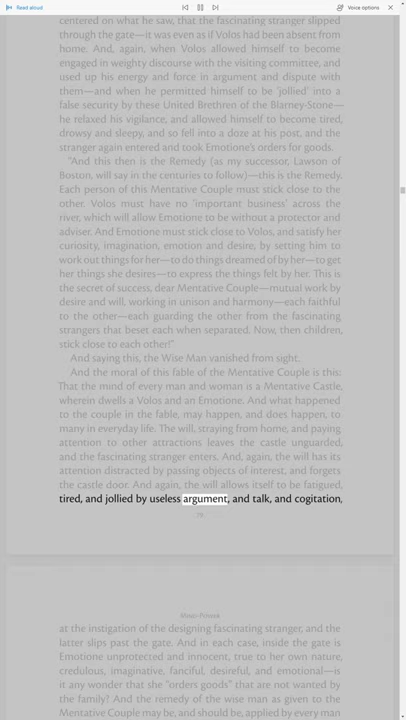 Read aloud
Voice options
centered on what he saw, that the fascinating stranger slipped
through the gate—it was even as if Volos had been absent from
home. And, again, when Volos allowed himself to become
engaged in weighty discourse with the visiting committee, and
used up his energy and force in argument and dispute with
them—and when he permitted himself to be 'jollied' into a
false security by these United Brethren of the Blarney-Stone—
he relaxed his vigilance, and allowed himself to become tired,
drowsy and sleepy, and so fell into a doze at his post, and the
stranger again entered and took Emotione's orders for goods.
"And this then is the Remedy (as my successor, Lawson of
Boston, will say in the centuries to follow)—this is the Remedy.
Each person of this Mentative Couple must stick close to the
other. Volos must have no 'important business' across the
river, which will allow Emotione to be without a protector and
adviser. And Emotione must stick close to Volos, and satisfy her
curiosity, imagination, emotion and desire, by setting him to
work out things for her—to do things dreamed of by her—to get
her things she desires—to express the things felt by her. This is
the secret of success, dear Mentative Couple—mutual work by
desire and will, working in unison and harmony—each faithful
to the other—each guarding the other from the fascinating
strangers that beset each when separated. Now, then children,
stick close to each other!"
And saying this, the Wise Man vanished from sight.
And the moral of this fable of the Mentative Couple is this:
That the mind of every man and woman is a Mentative Castle,
wherein dwells a Volos and an Emotione. And what happened
to the couple in the fable, may happen, and does happen, to
many in everyday life. The will, straying from home, and paying
attention to other attractions leaves the castle unguarded,
and the fascinating stranger enters. And, again, the will has its
attention distracted by passing objects of interest, and forgets
the castle door. And again, the will allows itself to be fatigued,
tired, and jollied by useless argument, and talk, and cogitation,
78
Mind-Power
at the instigation of the designing fascinating stranger, and the
latter slips past the gate. And in each case, inside the gate is
Emotione unprotected and innocent, true to her own nature,
credulous, imaginative, fanciful, desireful, and emotional—is
it any wonder that she "orders goods" that are not wanted by
the family? And the remedy of the wise man as given to the
Mentative Couple may be, and should be, applied by every man